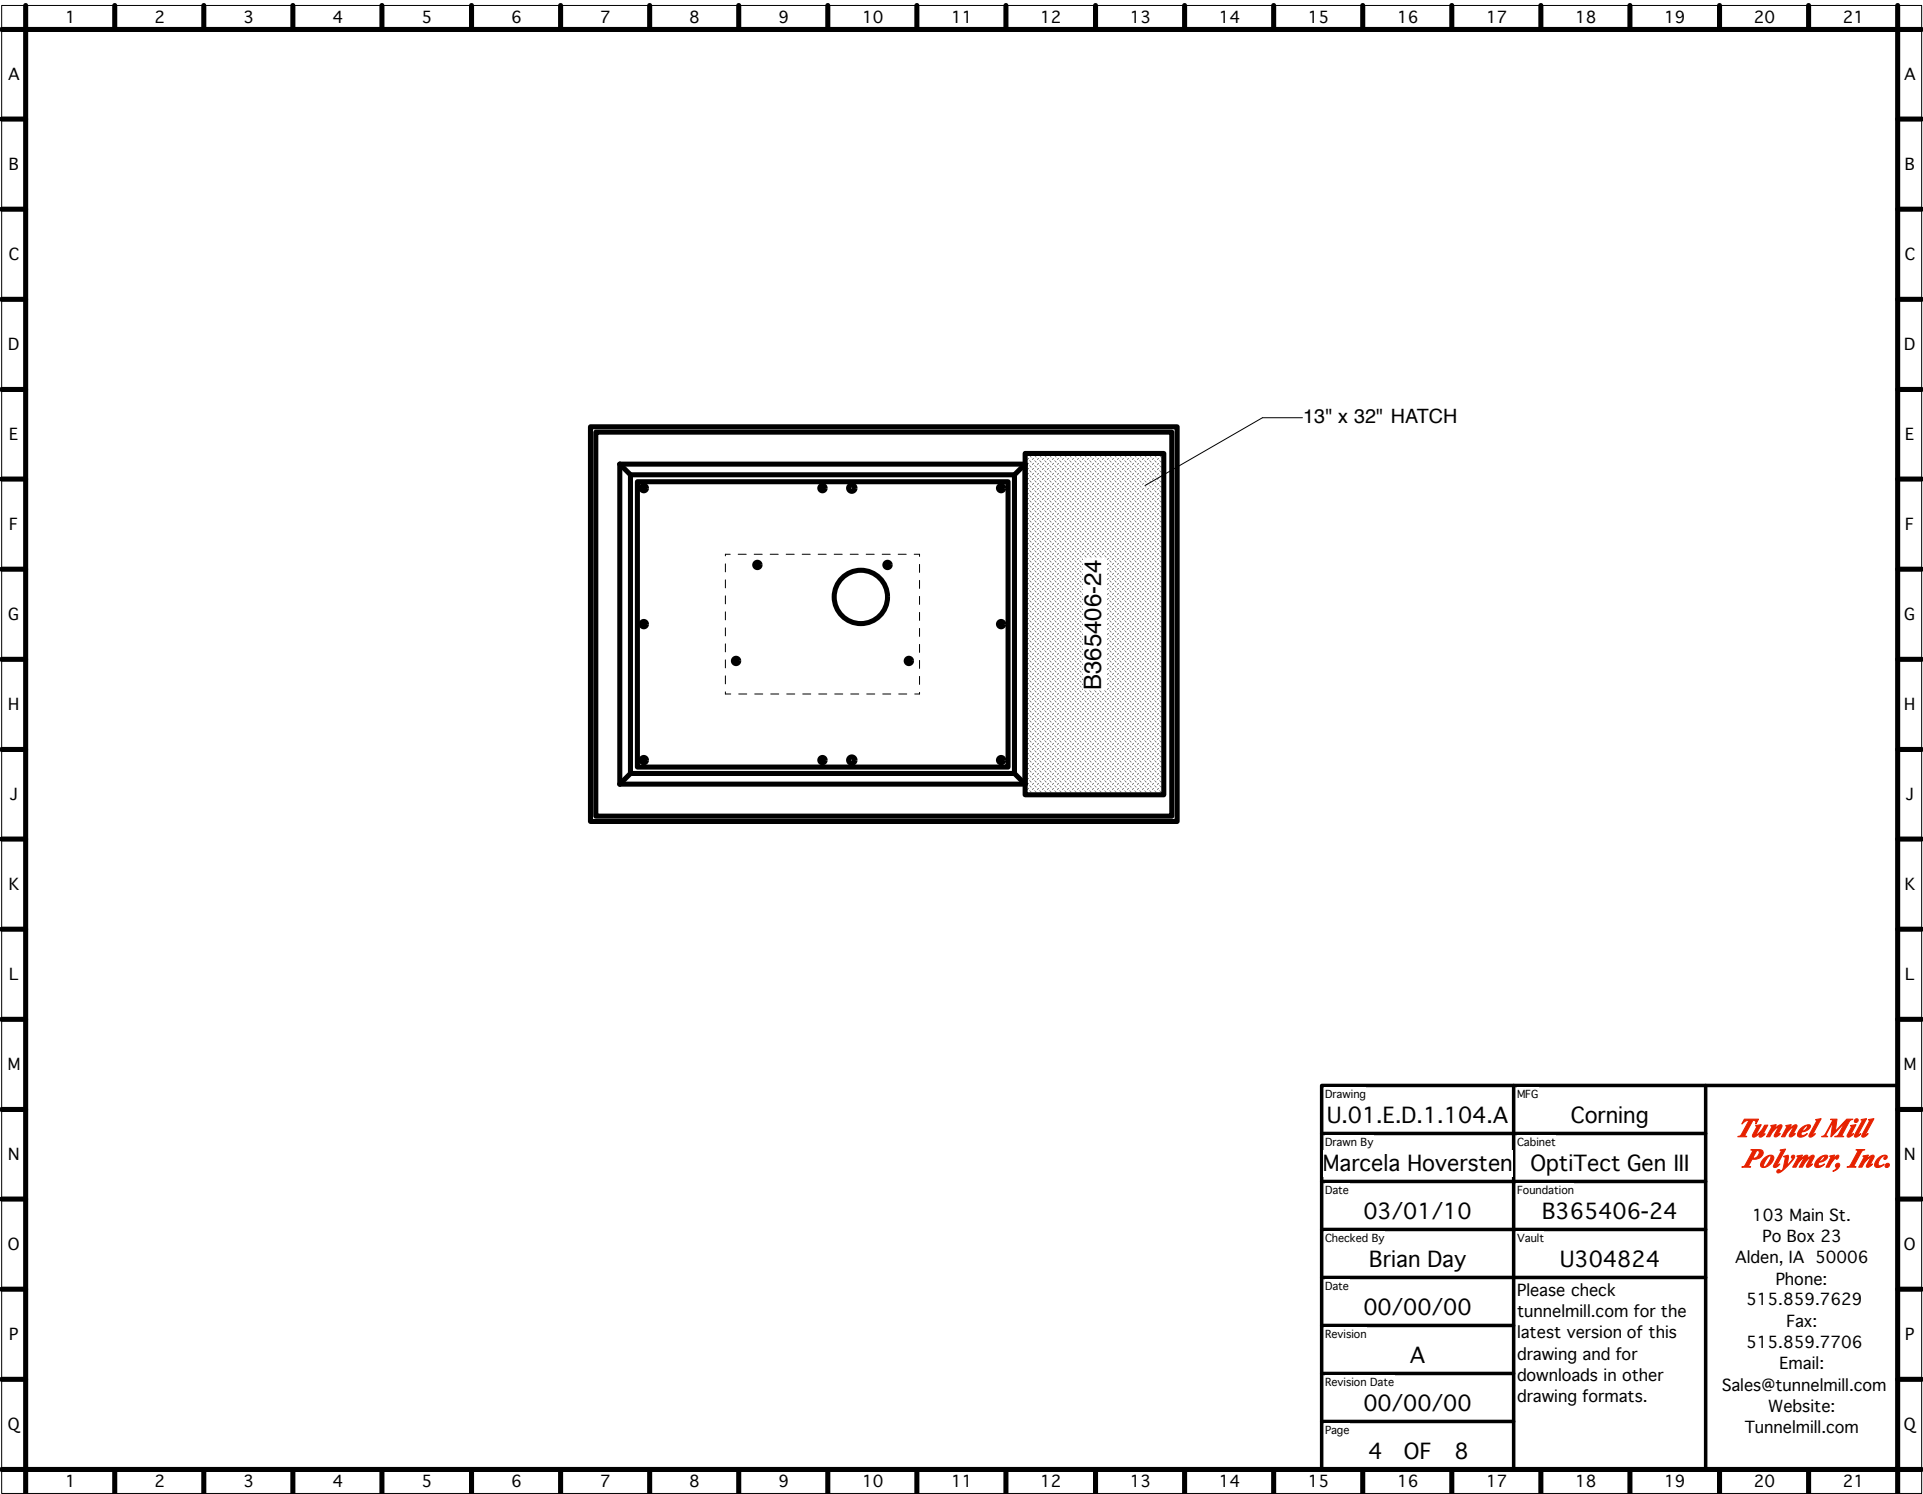 1 2 3 4 5 6 7 8 9 10 11 12 13 14 15 16 17 18 19 20 21
A A
B B
C C
D D
E E
F F
G G
H H
J J
K K
L L
M M
N N
O O
P P
Q Q
13" x 32" HATCH
B365406-24
Drawing
U.01.E.D.1.104.A
MFG
Corning
Drawn By
Marcela Hoversten
Cabinet
OptiTect Gen III
Date
03/01/10
Foundation
B365406-24
Checked By
Brian Day
Vault
U304824
Date
00/00/00
Revision
A
Revision Date
00/00/00
Page
4 OF 8
Please check
tunnelmill.com for the
latest version of this
drawing and for
downloads in other
drawing formats.
Tunnel Mill
Polymer, Inc.
103 Main St.
Po Box 23
Alden, IA 50006
Phone:
515.859.7629
Fax:
515.859.7706
Email:
Sales@tunnelmill.com
Website:
Tunnelmill.com
1 2 3 4 5 6 7 8 9 10 11 12 13 14 15 16 17 18 19 20 21